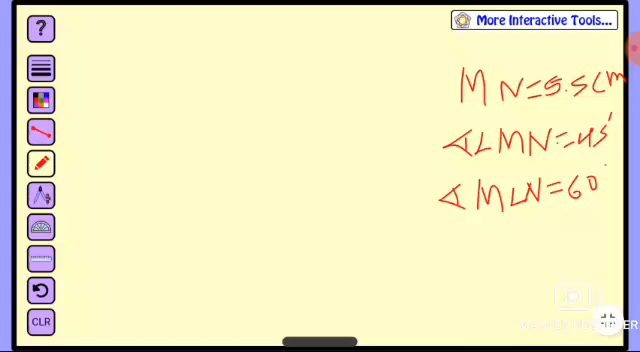 More Interactive Tools...
?
MN=5.5cm
∢LMN=45°
∢MLN=60
CLR